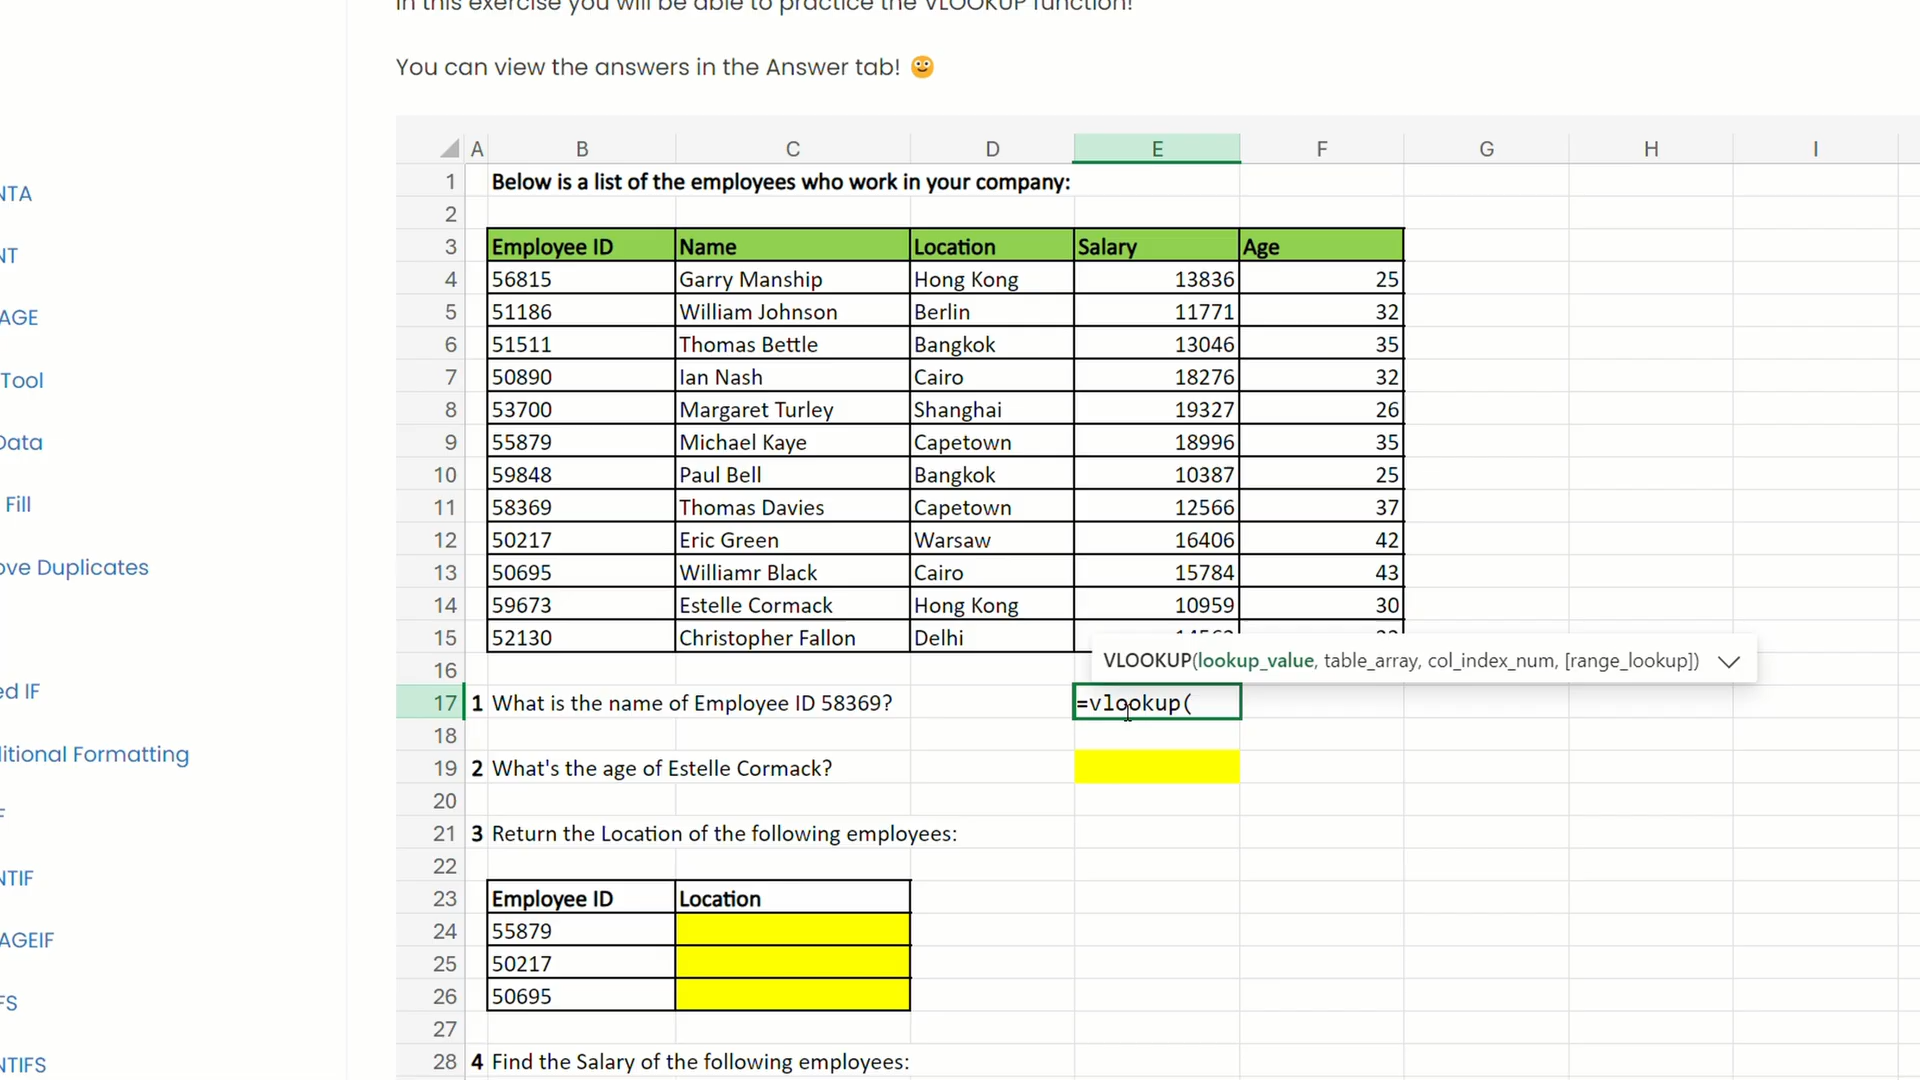 In this exercise you will be able to practice the VLOOKUP function!
You can view the answers in the Answer tab!
NTA
NT
AGE
Tool
Data
Fill
ove Duplicates
ed IF
ditional Formatting
F
NTIF
AGEIF
FS
NTIFS
A B C D E F G H I
1 Below is a list of the employees who work in your company:
2
3 Employee ID Name Location Salary Age
4 56815 Garry Manship Hong Kong 13836 25
5 51186 William Johnson Berlin 11771 32
6 51511 Thomas Bettle Bangkok 13046 35
7 50890 Ian Nash Cairo 18276 32
8 53700 Margaret Turley Shanghai 19327 26
9 55879 Michael Kaye Capetown 18996 35
10 59848 Paul Bell Bangkok 10387 25
11 58369 Thomas Davies Capetown 12566 37
12 50217 Eric Green Warsaw 16406 42
13 50695 Williamr Black Cairo 15784 43
14 59673 Estelle Cormack Hong Kong 10959 30
15 52130 Christopher Fallon Delhi
16 VLOOKUP(lookup_value, table_array, col_index_num, [range_lookup])
17 1 What is the name of Employee ID 58369? =vlookup(
18
19 2 What's the age of Estelle Cormack?
20
21 3 Return the Location of the following employees:
22
23 Employee ID Location
24 55879
25 50217
26 50695
27
28 4 Find the Salary of the following employees: